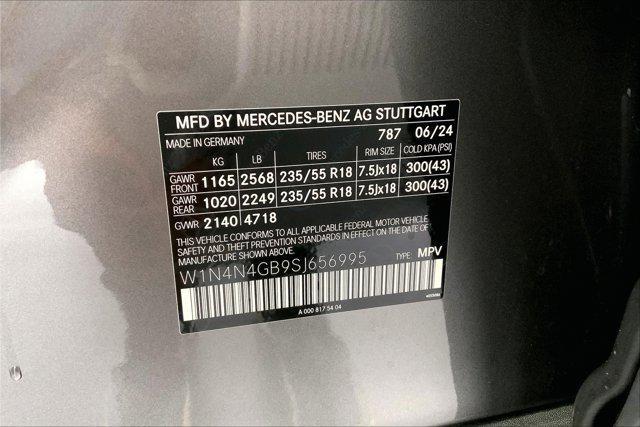 MFD BY MERCEDES-BENZ AG STUTTGART
MADE IN GERMANY 787 06/24
KG LB TIRES RIM SIZE COLD KPA (PSI)
GAWR FRONT 1165 2568 235/55 R18 7.5Jx18 300(43)
GAWR REAR 1020 2249 235/55 R18 7.5Jx18 300(43)
GVWR 2140 4718
THIS VEHICLE CONFORMS TO ALL APPLICABLE FEDERAL MOTOR VEHICLE
SAFETY AND THEFT PREVENTION STANDARDS IN EFFECT ON THE DATE OF
MANUFACTURE SHOWN ABOVE.
W1N4N4GB9SJ656995 TYPE: MPV
A 000 817 54 04